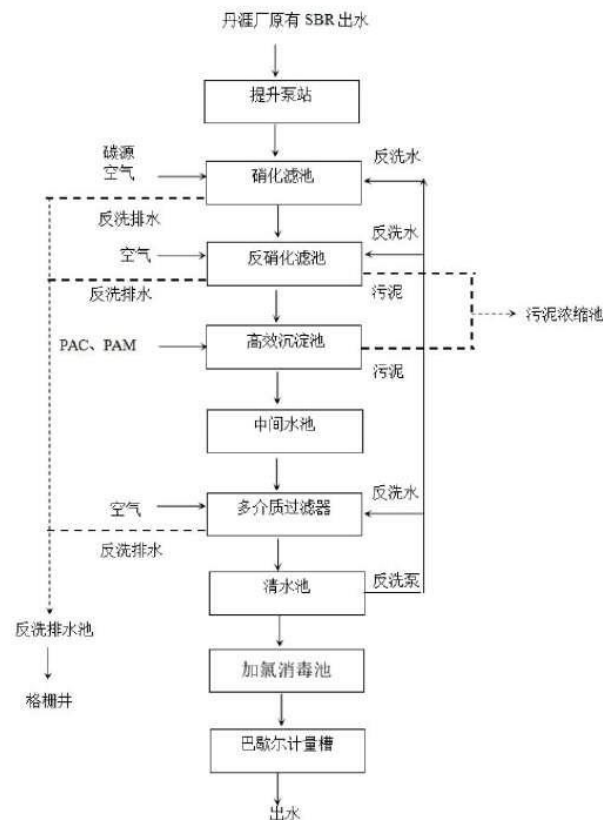 丹涯厂原有 SBR 出水
提升泵站
碳源
空气
硝化滤池
反洗水
反洗排水
空气
反硝化滤池
反洗水
反洗排水
污泥
污泥浓缩池
PAC、PAM
高效沉淀池
污泥
中间水池
空气
多介质过滤器
反洗水
反洗排水
清水池
反洗泵
反洗排水池
加氯消毒池
格栅井
巴歇尔计量槽
出水